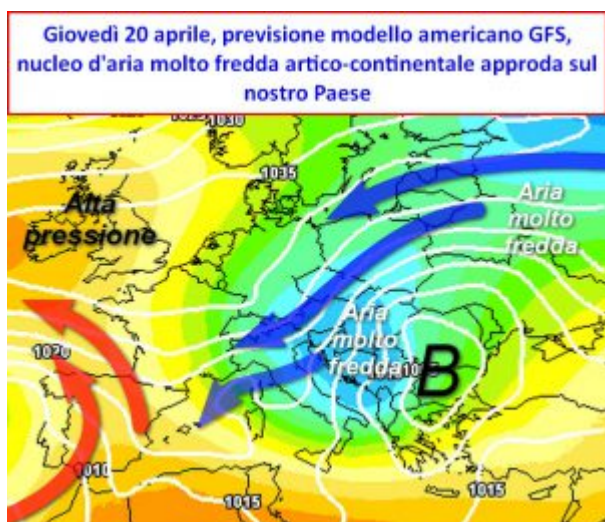 Giovedì 20 aprile, previsione modello americano GFS,
nucleo d'aria molto fredda artico-continentale approda sul
nostro Paese
1030
1035
Alta
pressione
Aria
molto
fredda
Aria
molto
fredda
B
1020
1010
1015
1015